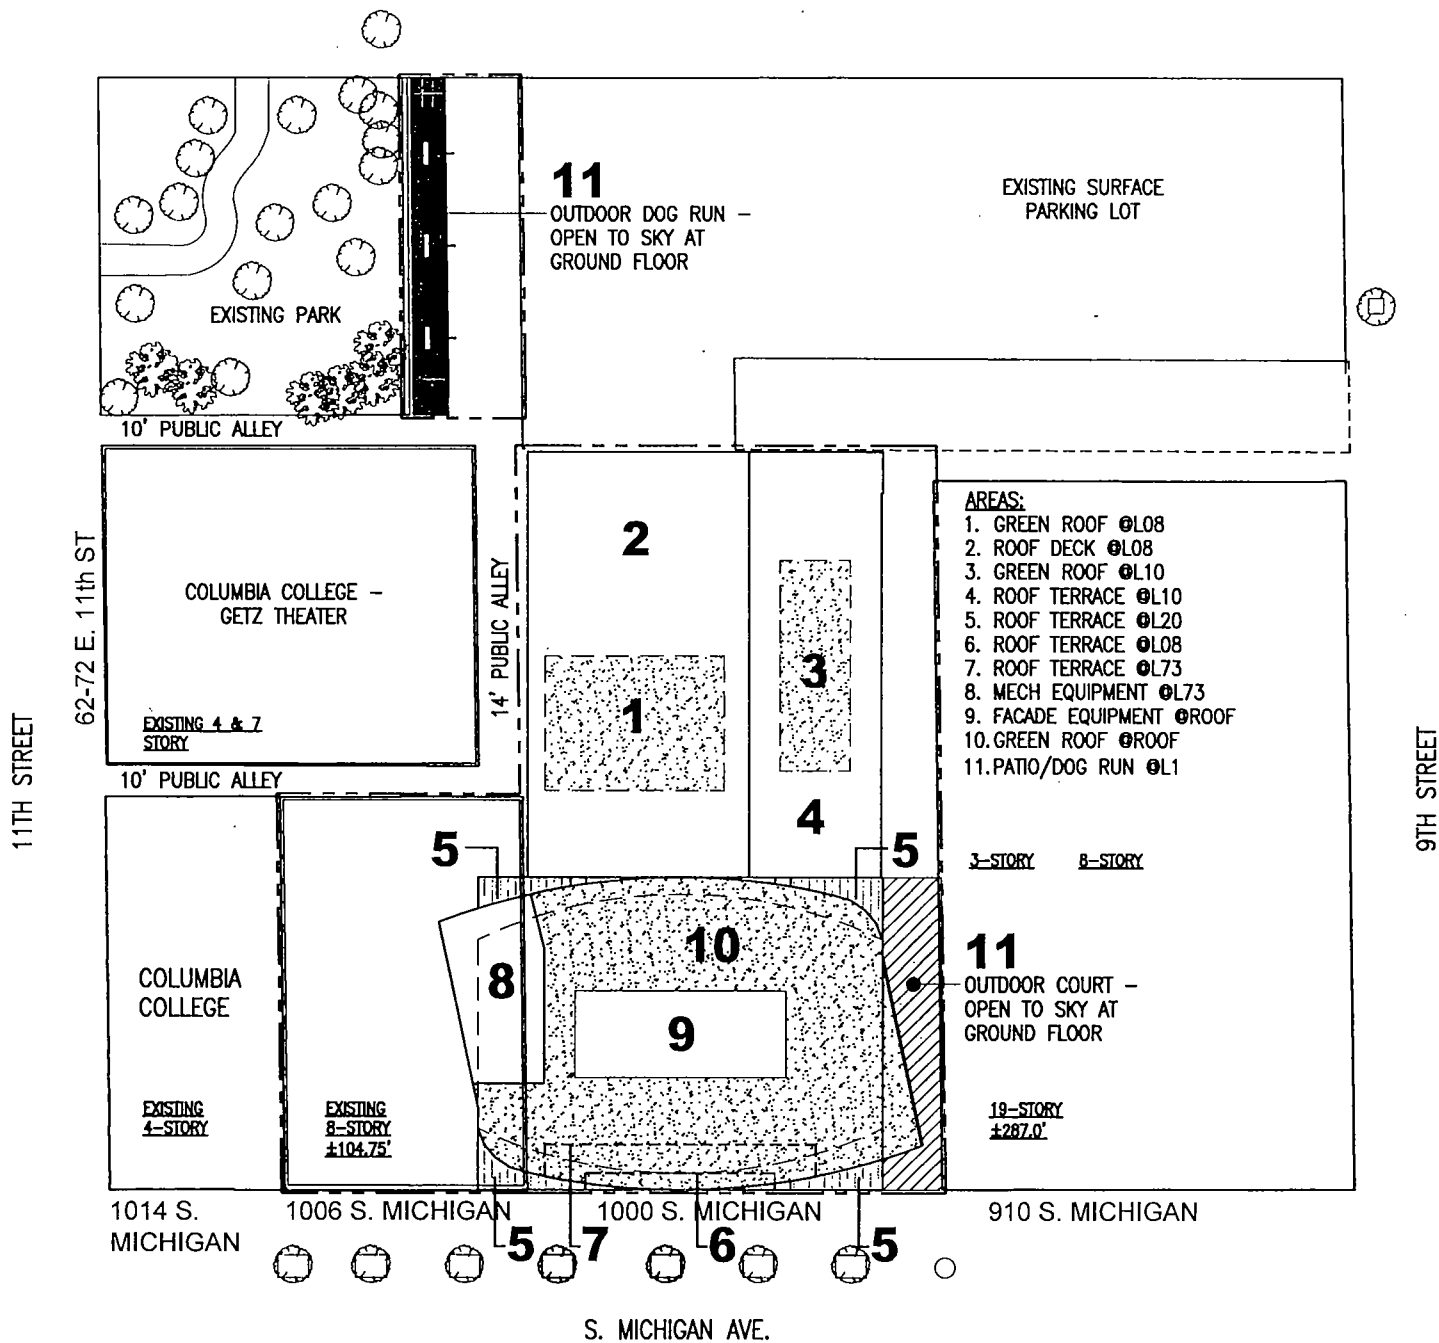 11
OUTDOOR DOG RUN –
OPEN TO SKY AT
GROUND FLOOR
EXISTING SURFACE
PARKING LOT
EXISTING PARK
10' PUBLIC ALLEY
62-72 E. 11th ST
COLUMBIA COLLEGE –
GETZ THEATER
EXISTING 4 & 7
STORY
10' PUBLIC ALLEY
14' PUBLIC ALLEY
11TH STREET
9TH STREET
2
1
3
4
AREAS:
1. GREEN ROOF @L08
2. ROOF DECK @L08
3. GREEN ROOF @L10
4. ROOF TERRACE @L10
5. ROOF TERRACE @L20
6. ROOF TERRACE @L08
7. ROOF TERRACE @L73
8. MECH EQUIPMENT @L73
9. FACADE EQUIPMENT @ROOF
10. GREEN ROOF @ROOF
11. PATIO/DOG RUN @L1
3-STORY 8-STORY
5
5
10
8
9
11
OUTDOOR COURT –
OPEN TO SKY AT
GROUND FLOOR
COLUMBIA
COLLEGE
EXISTING
4-STORY
EXISTING
8-STORY
±104.75'
19-STORY
±287.0'
1014 S.
MICHIGAN
1006 S. MICHIGAN
1000 S. MICHIGAN
910 S. MICHIGAN
5
7
6
5
S. MICHIGAN AVE.